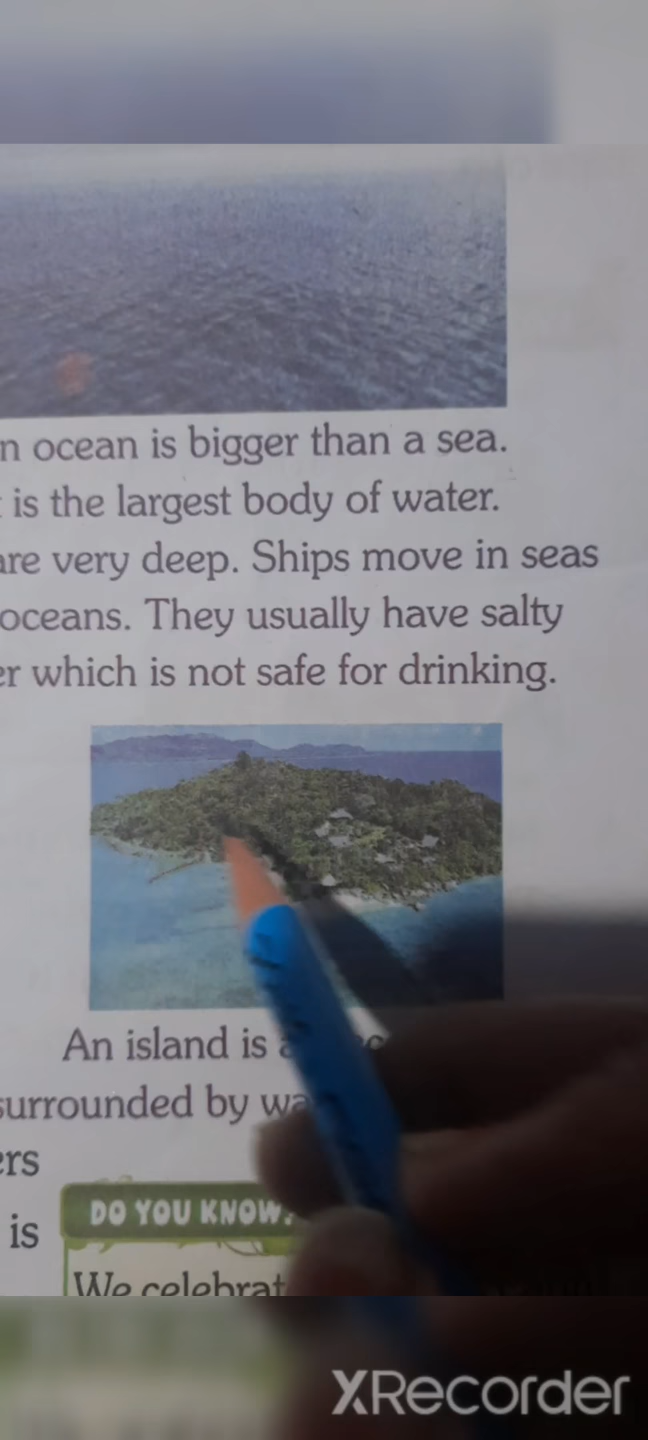 n ocean is bigger than a sea.
is the largest body of water.
are very deep. Ships move in seas
oceans. They usually have salty
er which is not safe for drinking.
An island is a
surrounded by wa
ers
is
DO YOU KNOW
We celebrat
XRecorder